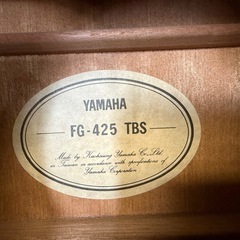 YAMAHA
FG-425 TBS
Made by Kaohsiung Yamaha Co., Ltd.
in Taiwan in accordance with specifications of
Yamaha Corporation